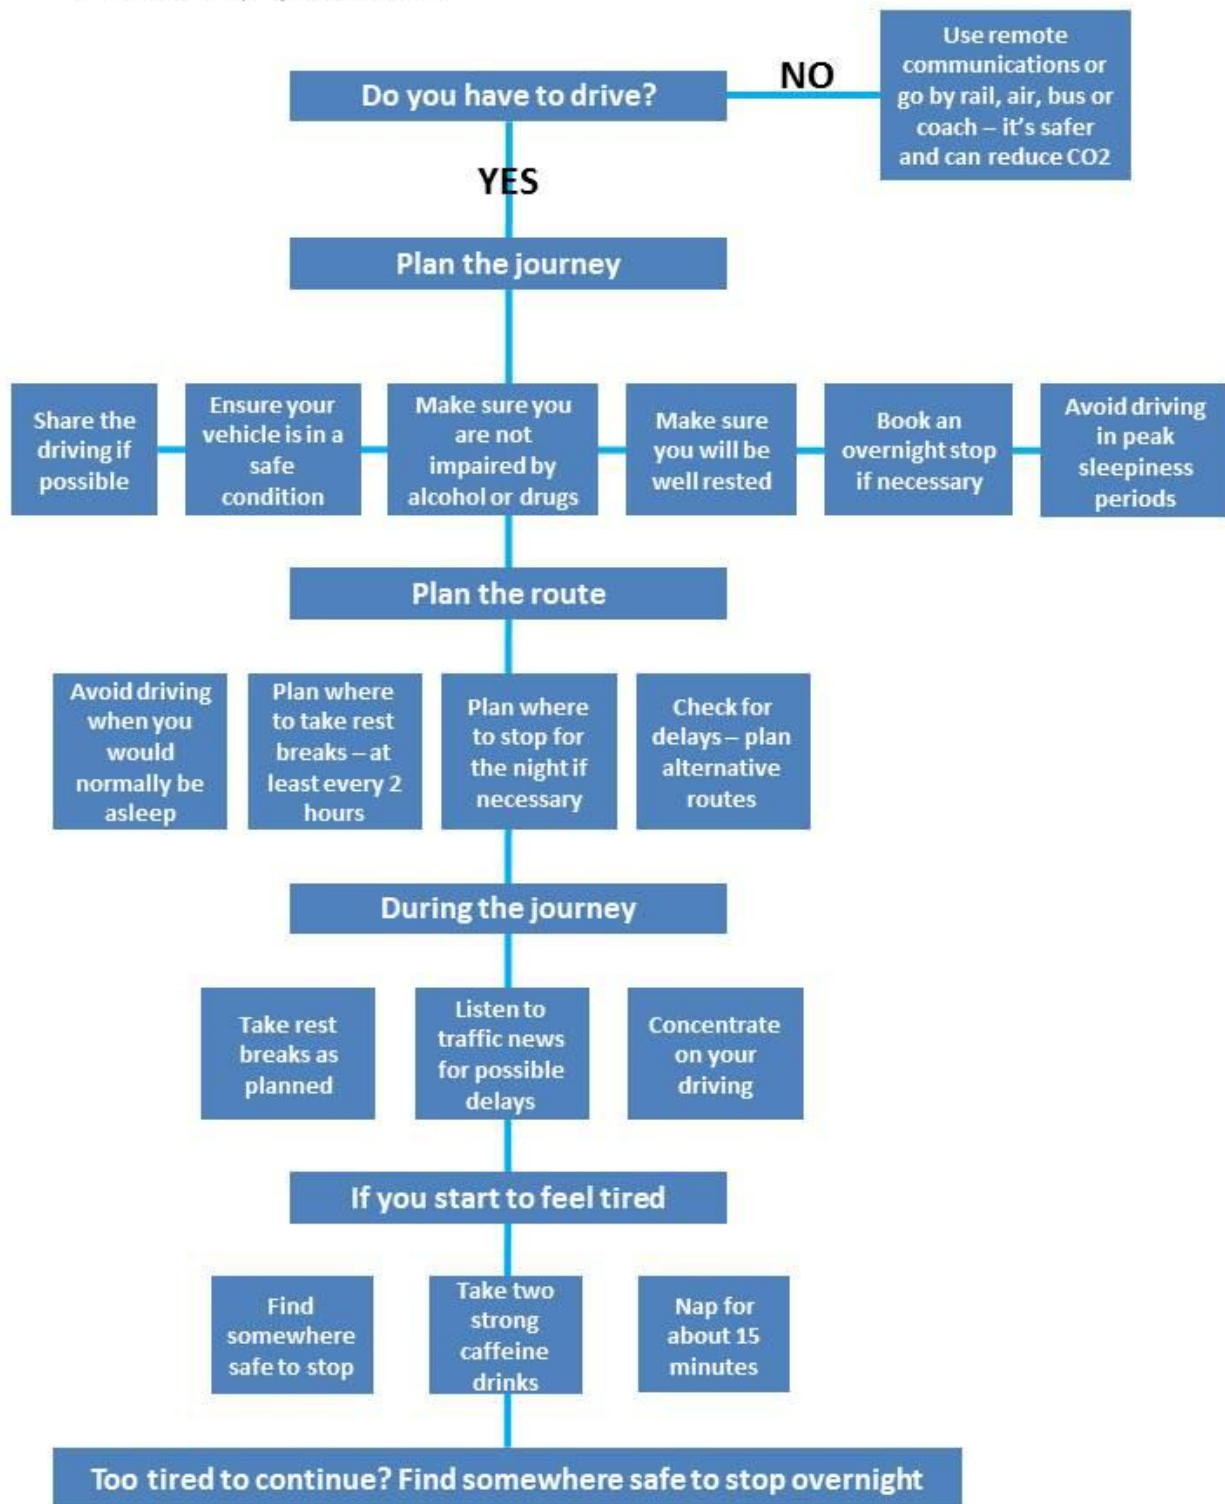 Do you have to drive?
NO
Use remote
communications or
go by rail, air, bus or
coach – it's safer
and can reduce CO2
YES
Plan the journey
Share the
driving if
possible
Ensure your
vehicle is in a
safe
condition
Make sure you
are not
impaired by
alcohol or drugs
Make sure
you will be
well rested
Book an
overnight stop
if necessary
Avoid driving
in peak
sleepiness
periods
Plan the route
Avoid driving
when you
would
normally be
asleep
Plan where
to take rest
breaks – at
least every 2
hours
Plan where
to stop for
the night if
necessary
Check for
delays – plan
alternative
routes
During the journey
Take rest
breaks as
planned
Listen to
traffic news
for possible
delays
Concentrate
on your
driving
If you start to feel tired
Find
somewhere
safe to stop
Take two
strong
caffeine
drinks
Nap for
about 15
minutes
Too tired to continue? Find somewhere safe to stop overnight